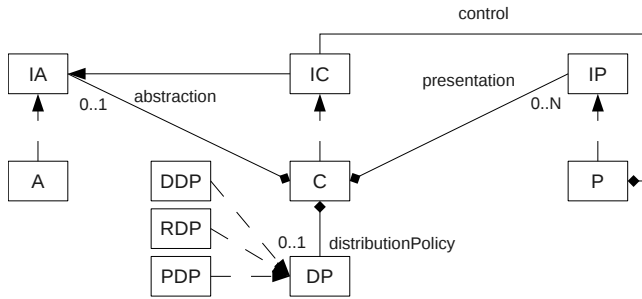 control
IA
IC
IP
abstraction
presentation
0..1
0..N
A
DDP
C
P
RDP
0..1
distributionPolicy
PDP
DP